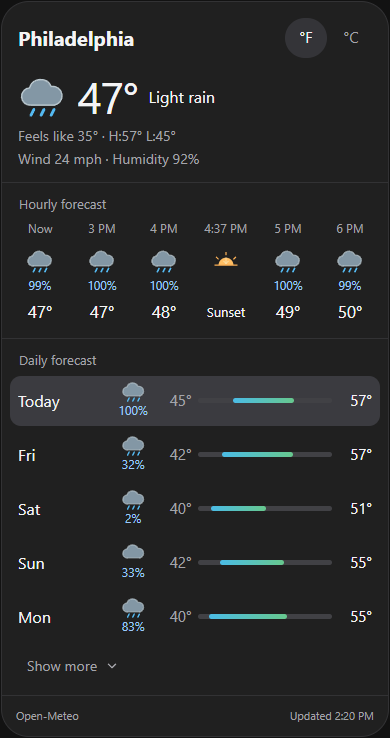 Philadelphia °F °C
47° Light rain
Feels like 35° · H:57° L:45°
Wind 24 mph · Humidity 92%
Hourly forecast
Now 3 PM 4 PM 4:37 PM 5 PM 6 PM
99% 100% 100% 100% 99%
47° 47° 48° Sunset 49° 50°
Daily forecast
Today 100% 45° 57°
Fri 32% 42° 57°
Sat 2% 40° 51°
Sun 33% 42° 55°
Mon 83% 40° 55°
Show more
Open-Meteo Updated 2:20 PM